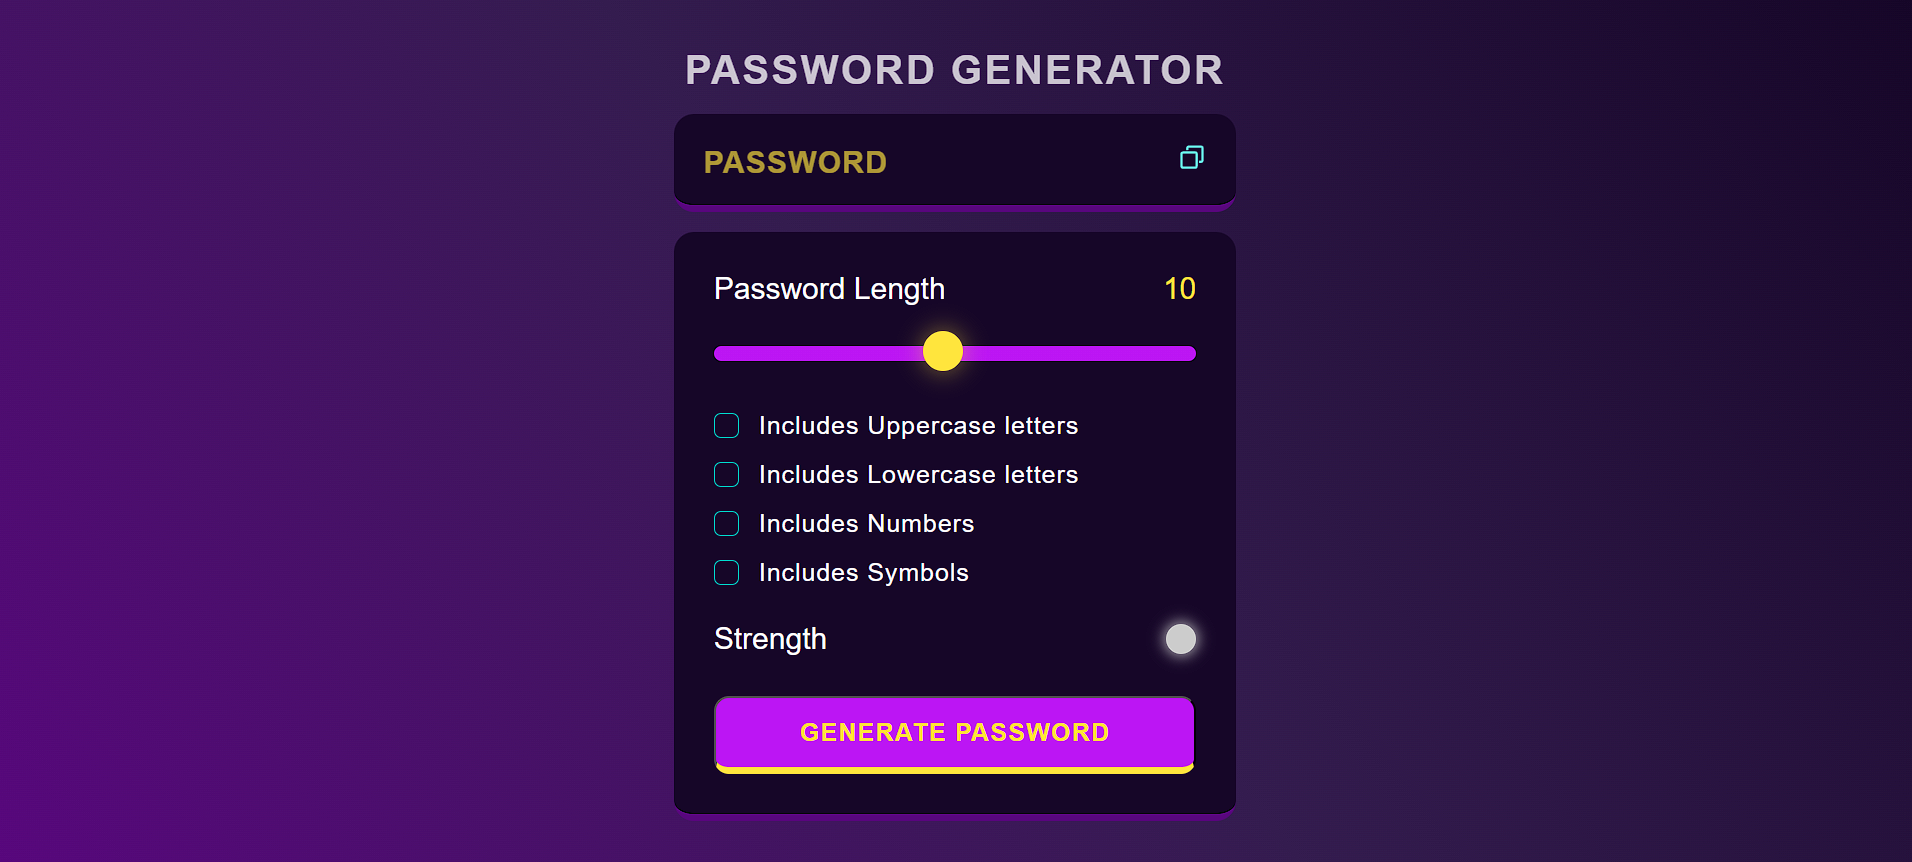 PASSWORD GENERATOR
PASSWORD
Password Length 10
Includes Uppercase letters
Includes Lowercase letters
Includes Numbers
Includes Symbols
Strength
GENERATE PASSWORD